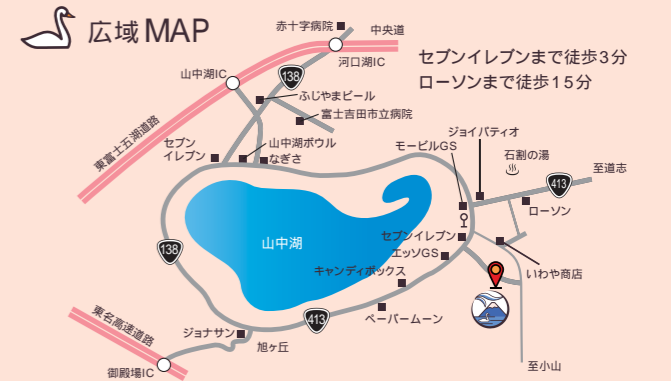 広域MAP
赤十字病院
中央道
河口湖IC
セブンイレブンまで徒歩3分
ローソンまで徒歩15分
山中湖IC
138
ふじやまビール
富士吉田市立病院
東富士五湖道路
セブン
イレブン
山中湖ボウル
なぎさ
ジョイパティオ
モービルGS
石割の湯
至道志
413
ローソン
山中湖
セブンイレブン
エッソGS
138
キャンディボックス
いわや商店
東名高速道路
413
ペーパームーン
ジョナサン
旭ヶ丘
御殿場IC
至小山